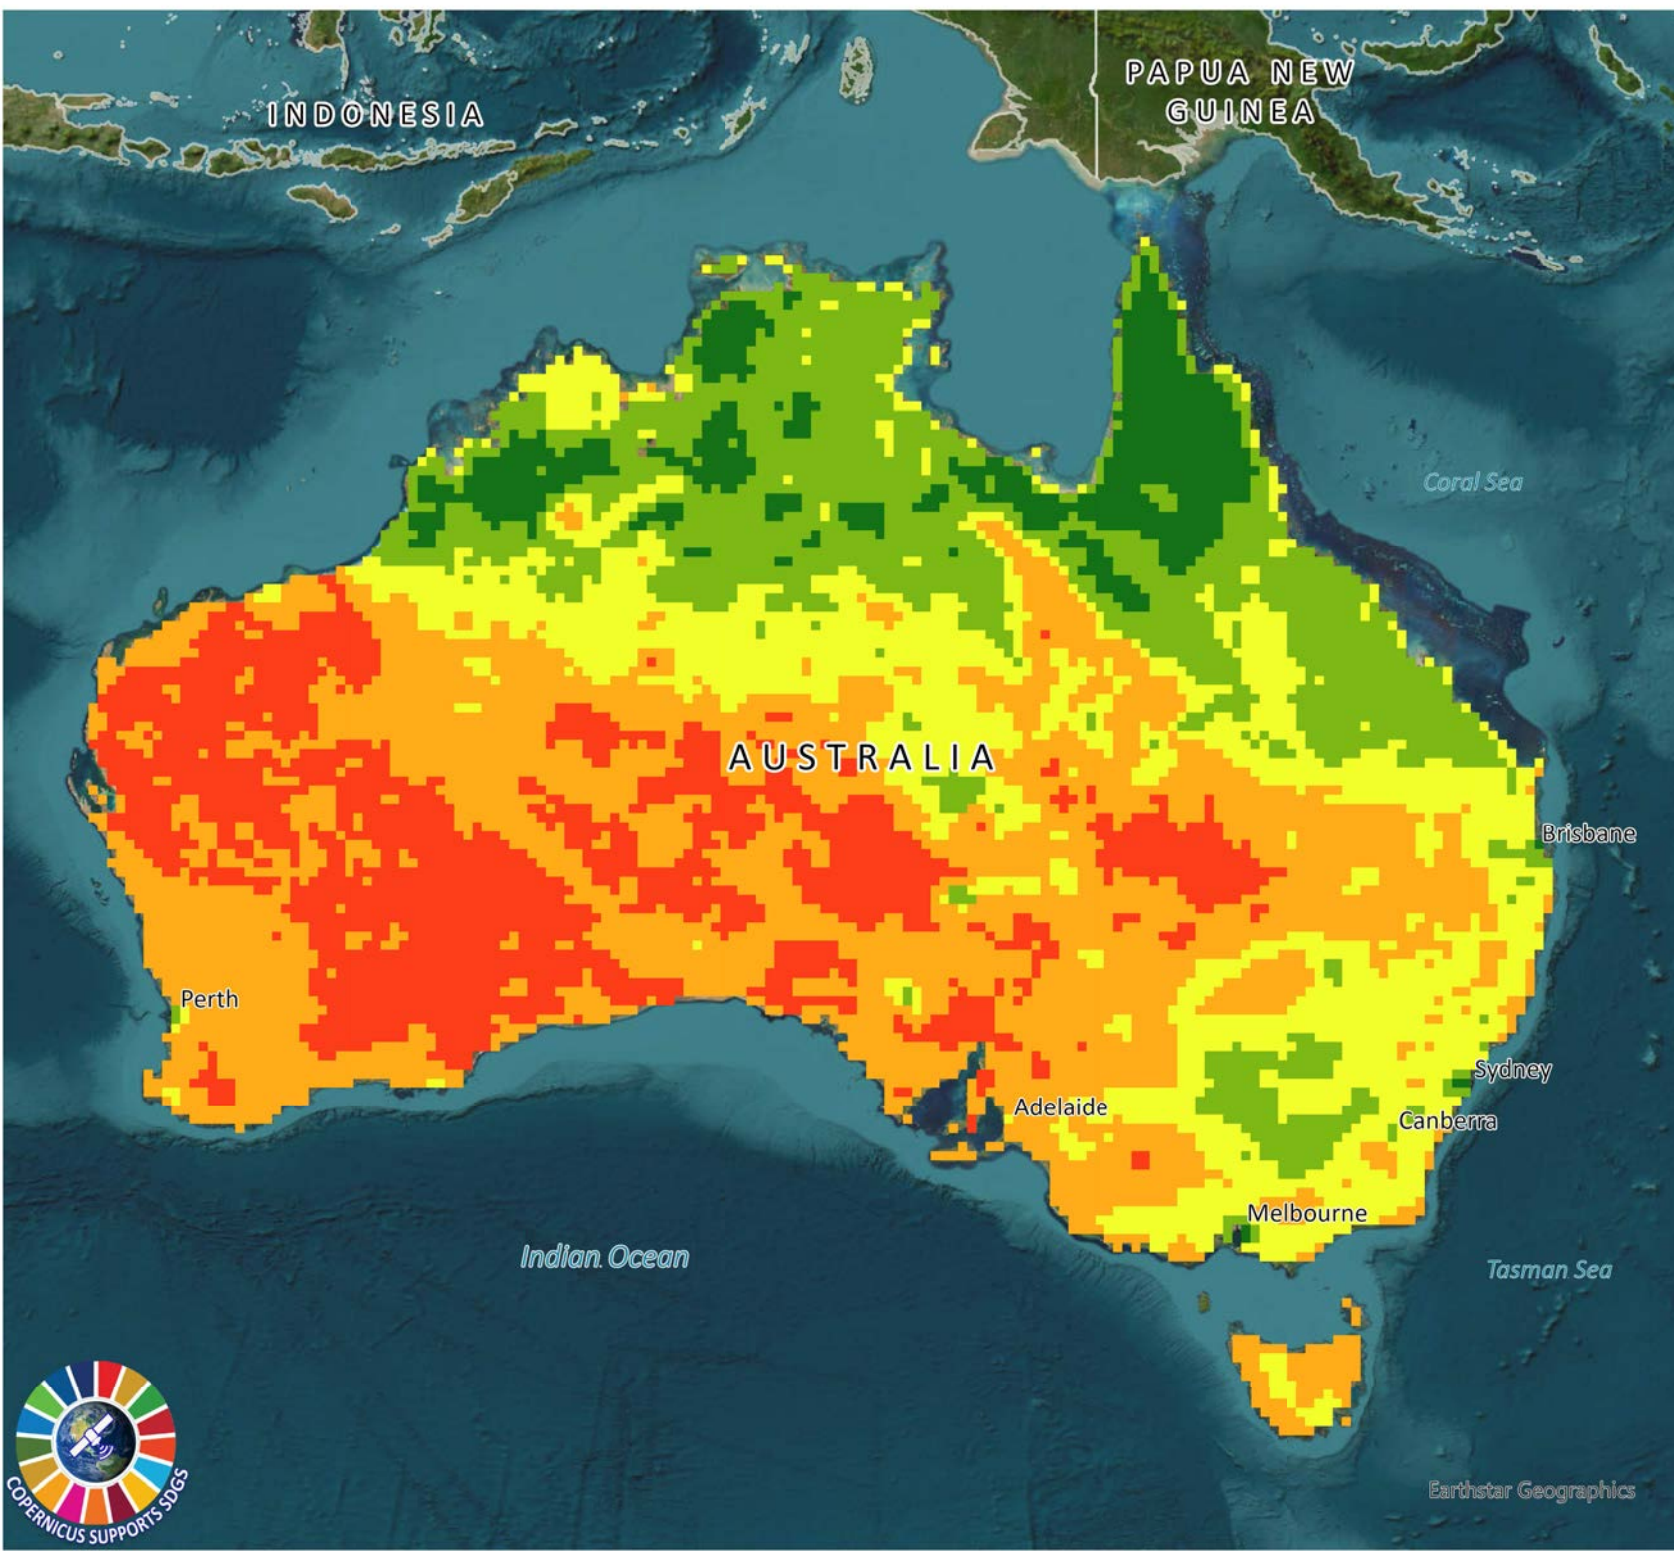 INDONESIA
PAPUA NEW
GUINEA
Coral Sea
AUSTRALIA
Brisbane
Perth
Sydney
Adelaide
Canberra
Melbourne
Indian Ocean
Tasman Sea
COPERNICUS SUPPORTS SDGS
Earthstar Geographics